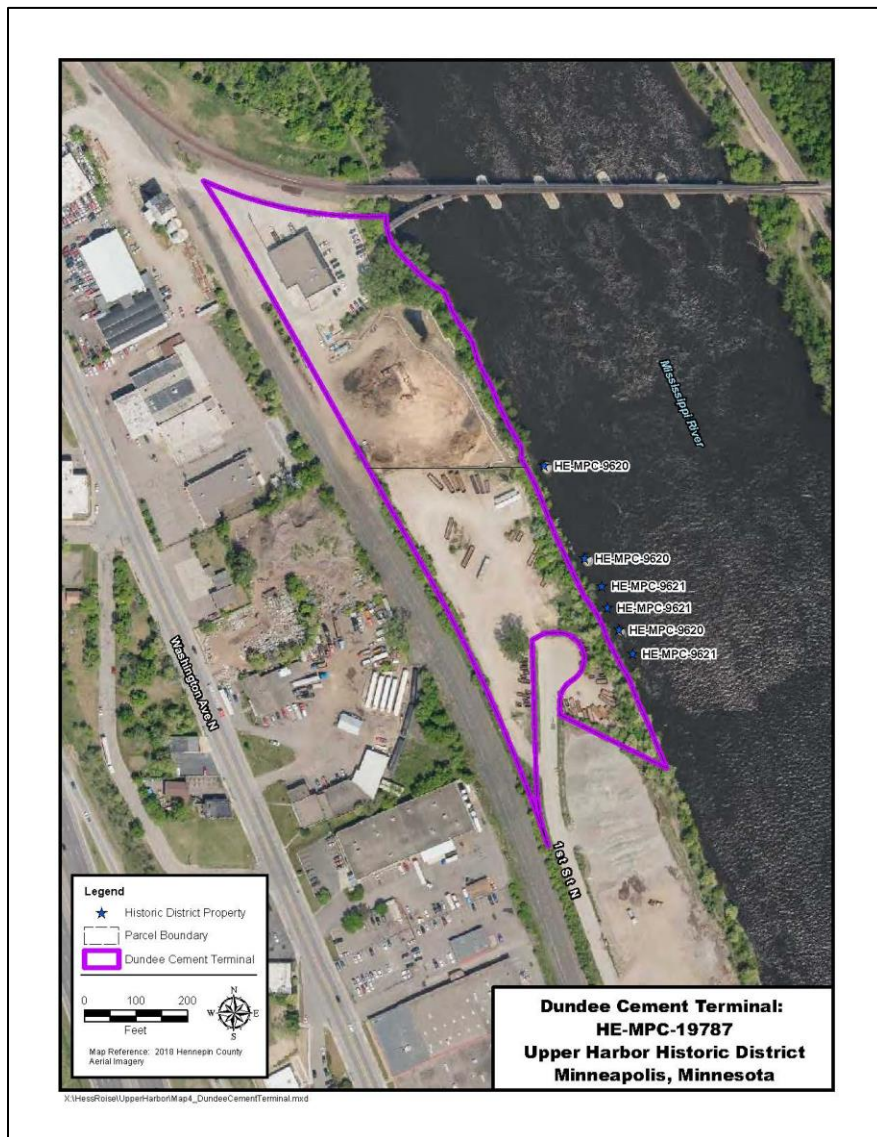 Mississippi River
HE-MPC-9620
HE-MPC-9620
HE-MPC-9621
HE-MPC-9621
HE-MPC-9620
HE-MPC-9621
Washington Ave N
1st St N
Legend
Historic District Property
Parcel Boundary
Dundee Cement Terminal
0 100 200
Feet
N
W E
S
Map Reference: 2018 Hennepin County
Aerial Imagery
Dundee Cement Terminal:
HE-MPC-19787
Upper Harbor Historic District
Minneapolis, Minnesota
X:\HessRoise\UpperHarbor\Map4_DundeeCementTerminal.mxd